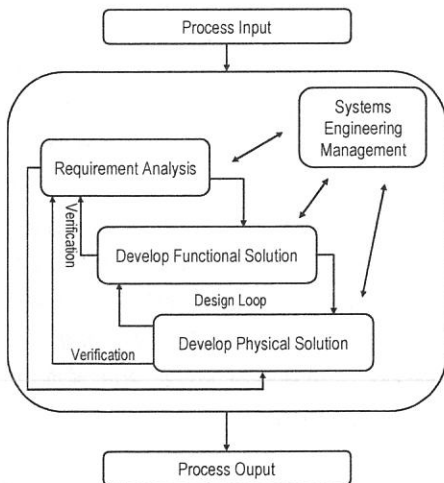 Process Input
Systems
Engineering
Management
Requirement Analysis
Verification
Develop Functional Solution
Design Loop
Develop Physical Solution
Verification
Process Ouput